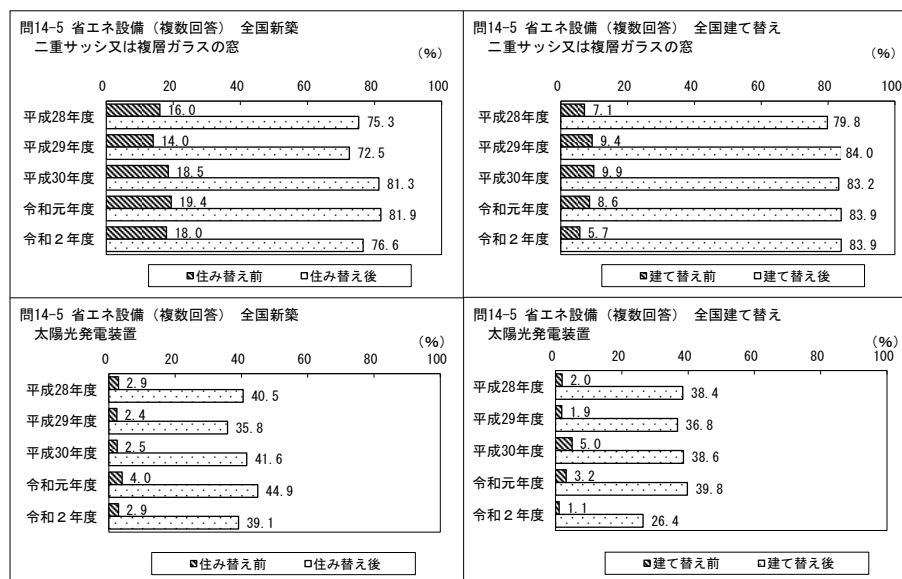 問14-5 省エネ設備（複数回答） 全国新築
二重サッシ又は複層ガラスの窓
(%)
0 20 40 60 80 100
平成28年度 16.0 75.3
平成29年度 14.0 72.5
平成30年度 18.5 81.3
令和元年度 19.4 81.9
令和２年度 18.0 76.6
住み替え前 住み替え後
問14-5 省エネ設備（複数回答） 全国建て替え
二重サッシ又は複層ガラスの窓
(%)
0 20 40 60 80 100
平成28年度 7.1 79.8
平成29年度 9.4 84.0
平成30年度 9.9 83.2
令和元年度 8.6 83.9
令和２年度 5.7 83.9
建て替え前 建て替え後
問14-5 省エネ設備（複数回答） 全国新築
太陽光発電装置
(%)
0 20 40 60 80 100
平成28年度 2.9 40.5
平成29年度 2.4 35.8
平成30年度 2.5 41.6
令和元年度 4.0 44.9
令和２年度 2.9 39.1
住み替え前 住み替え後
問14-5 省エネ設備（複数回答） 全国建て替え
太陽光発電装置
(%)
0 20 40 60 80 100
平成28年度 2.0 38.4
平成29年度 1.9 36.8
平成30年度 5.0 38.6
令和元年度 3.2 39.8
令和２年度 1.1 26.4
建て替え前 建て替え後